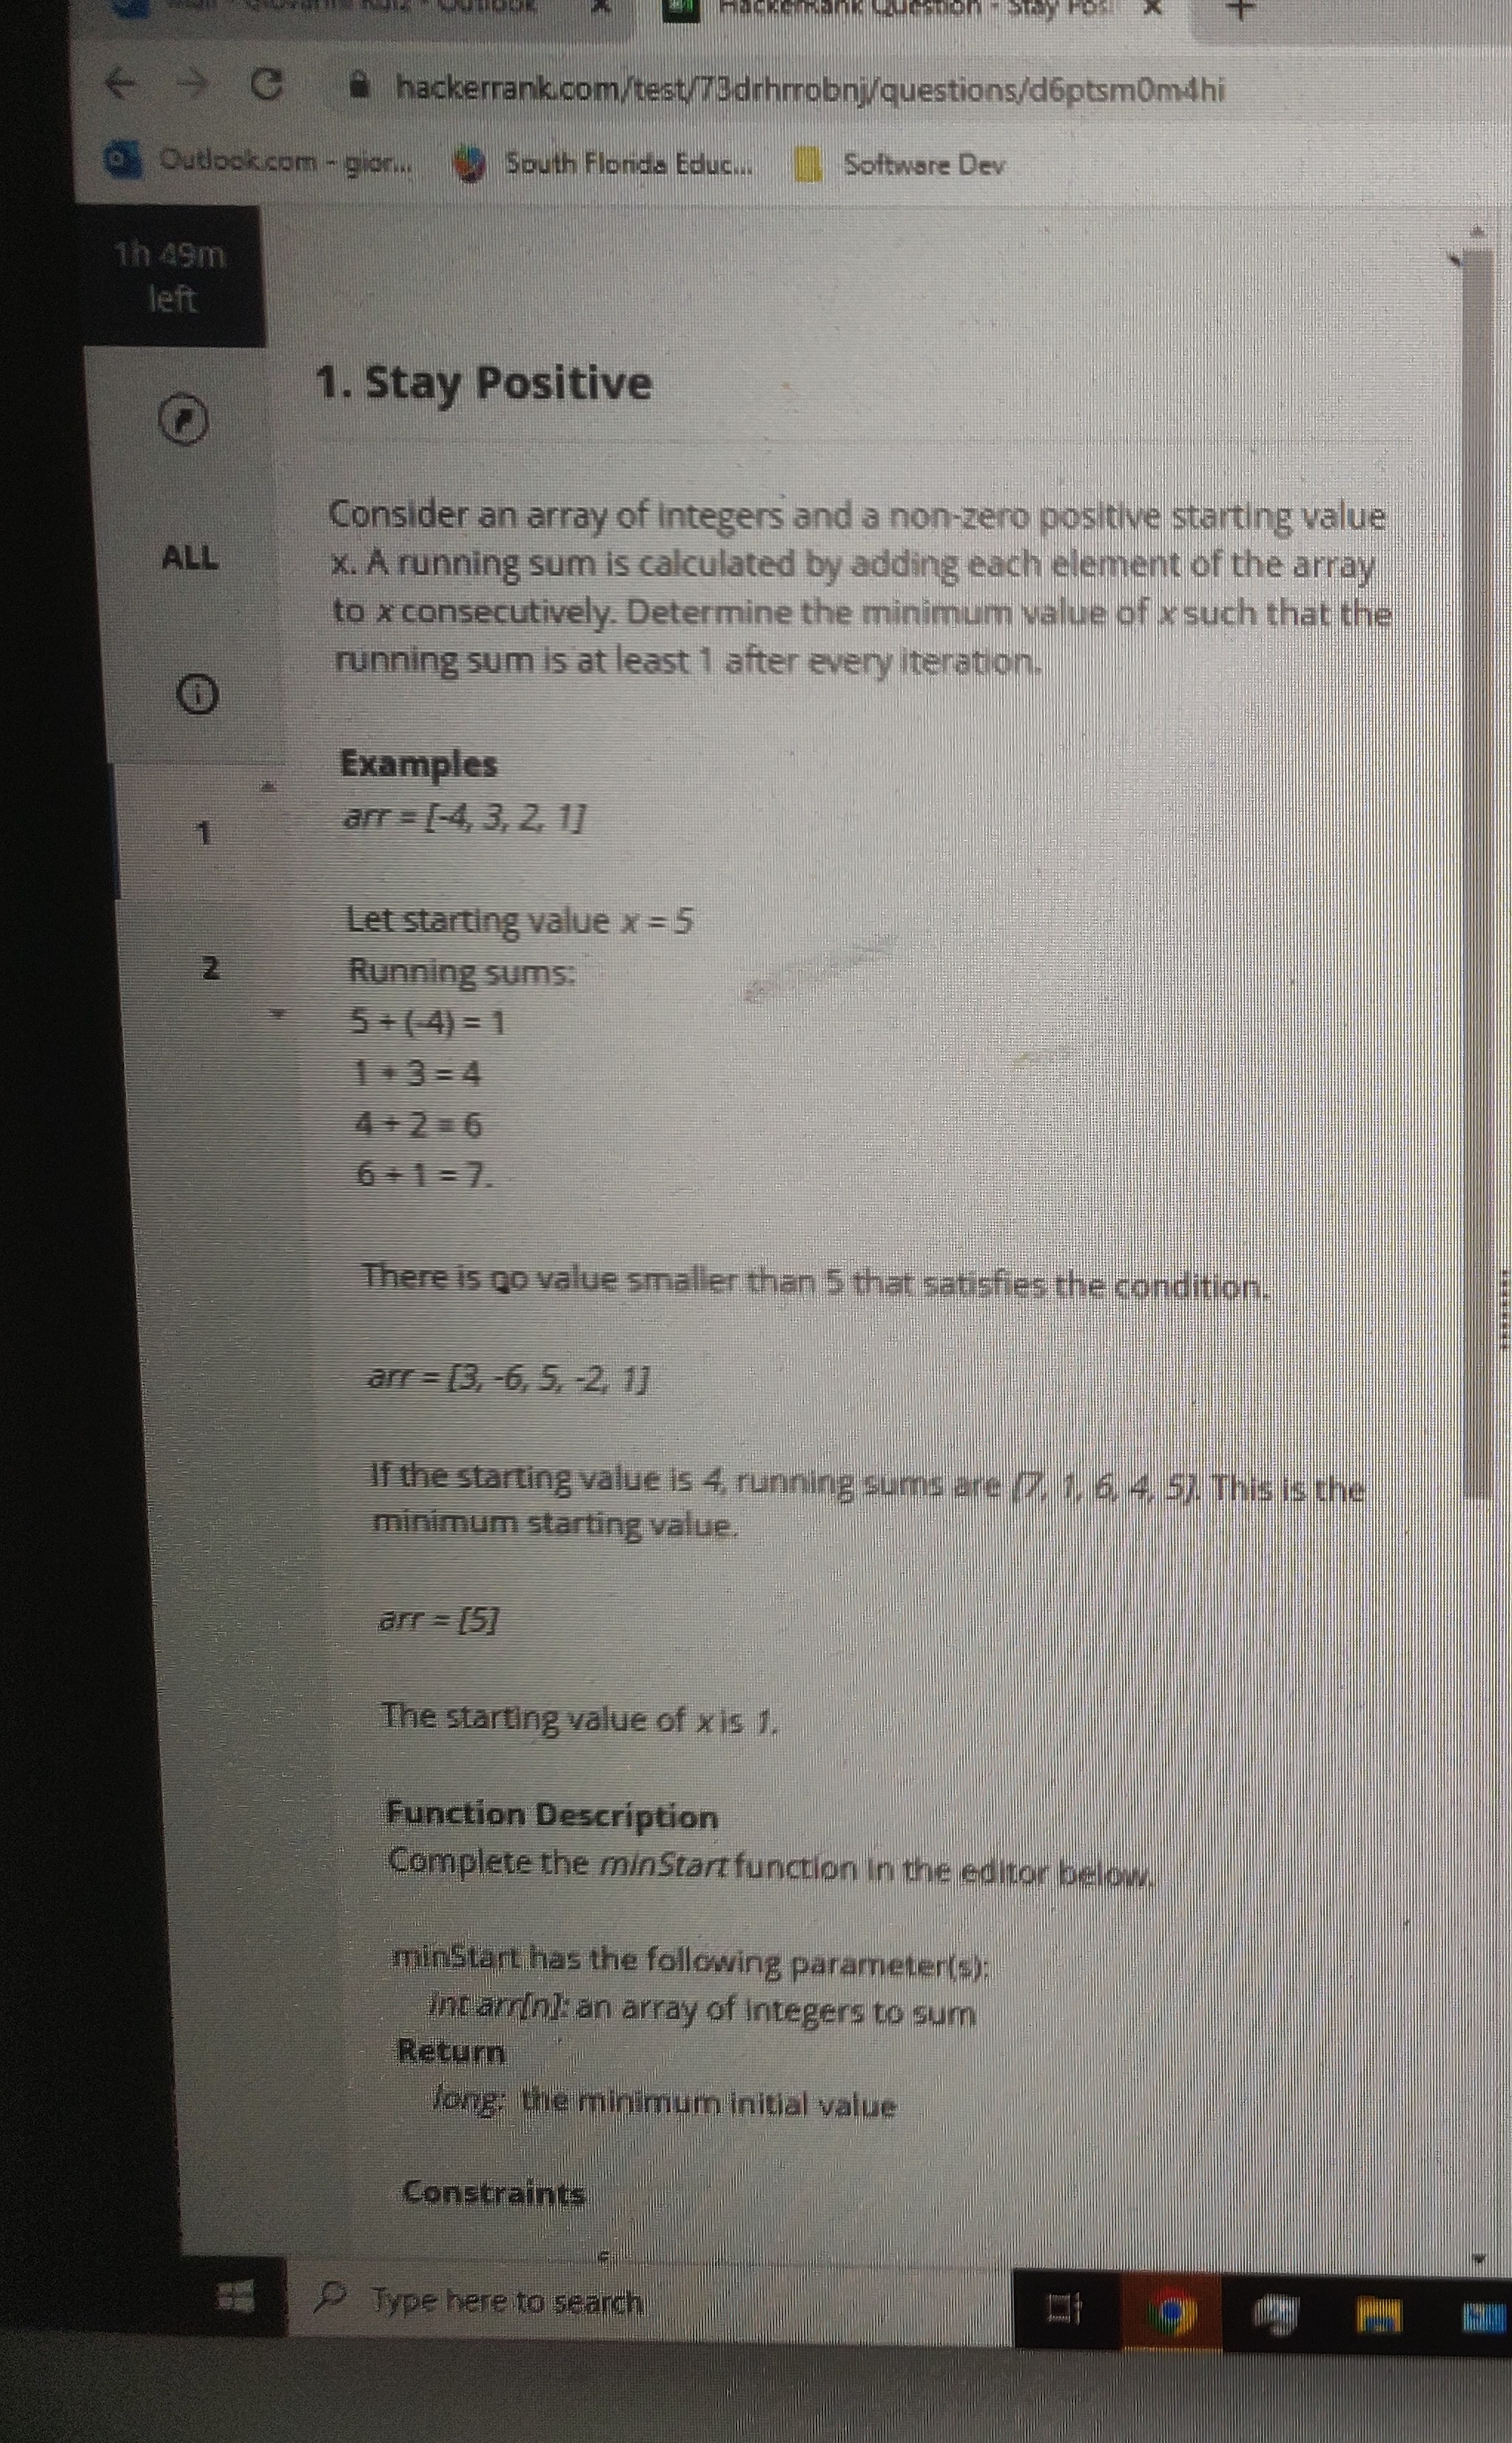 Outlook
HackerRank Question - Stay Pos
hackerrank.com/test/73drhrrobnj/questions/d6ptsm0m4hi
Outlook.com - gior... South Florida Educ... Software Dev
1h 49m
left
1. Stay Positive
ALL
Consider an array of integers and a non-zero positive starting value
x. A running sum is calculated by adding each element of the array
to x consecutively. Determine the minimum value of x such that the
running sum is at least 1 after every iteration.
Examples
arr = [-4, 3, 2, 1]
1
Let starting value x = 5
2
Running sums:
5 + (-4) = 1
1 + 3 = 4
4 + 2 = 6
6 + 1 = 7.
There is no value smaller than 5 that satisfies the condition.
arr = [3, -6, 5, -2, 1]
If the starting value is 4, running sums are {7, 1, 6, 4, 5}. This is the
minimum starting value.
arr = [5]
The starting value of x is 1.
Function Description
Complete the minStart function in the editor below.
minStart has the following parameter(s):
int arr[n]: an array of integers to sum
Return
long: the minimum initial value
Constraints
Type here to search